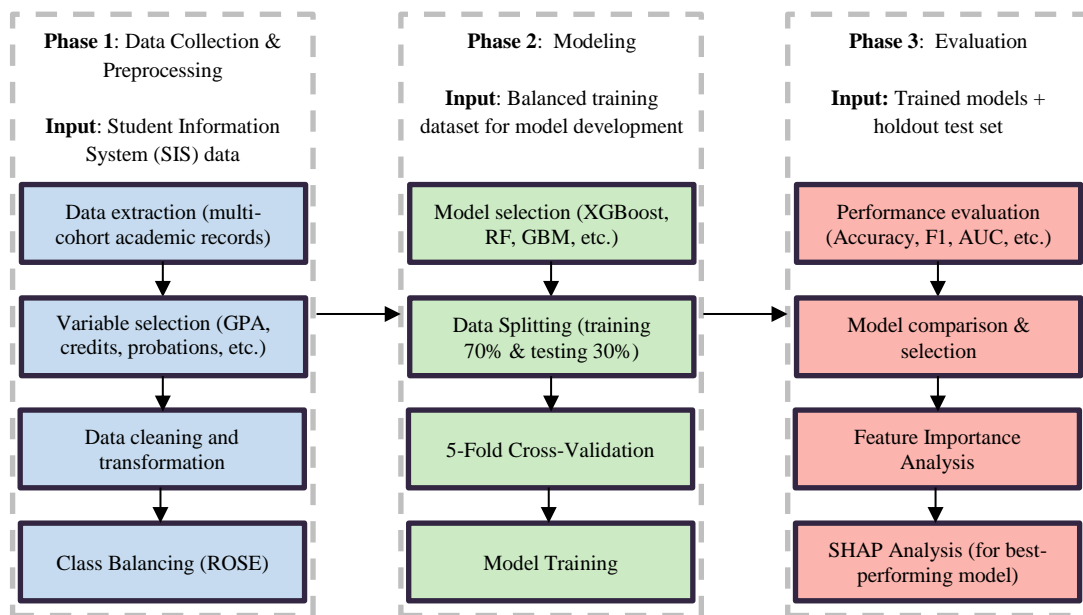 Phase 1: Data Collection &
Preprocessing
Input: Student Information
System (SIS) data
Data extraction (multi-
cohort academic records)
Variable selection (GPA,
credits, probations, etc.)
Data cleaning and
transformation
Class Balancing (ROSE)
Phase 2:  Modeling
Input: Balanced training
dataset for model development
Model selection (XGBoost,
RF, GBM, etc.)
Data Splitting (training
70% & testing 30%)
5-Fold Cross-Validation
Model Training
Phase 3:  Evaluation
Input: Trained models +
holdout test set
Performance evaluation
(Accuracy, F1, AUC, etc.)
Model comparison &
selection
Feature Importance
Analysis
SHAP Analysis (for best-
performing model)